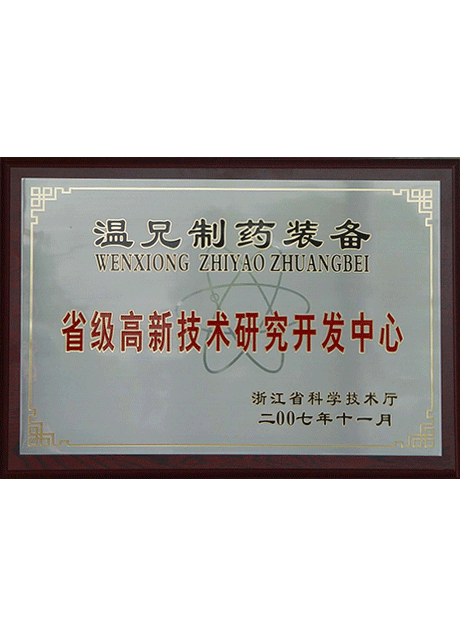 温兄制药装备
WENXIONG ZHIYAO ZHUANGBEI
省级高新技术研究开发中心
浙江省科学技术厅
二00七年十一月